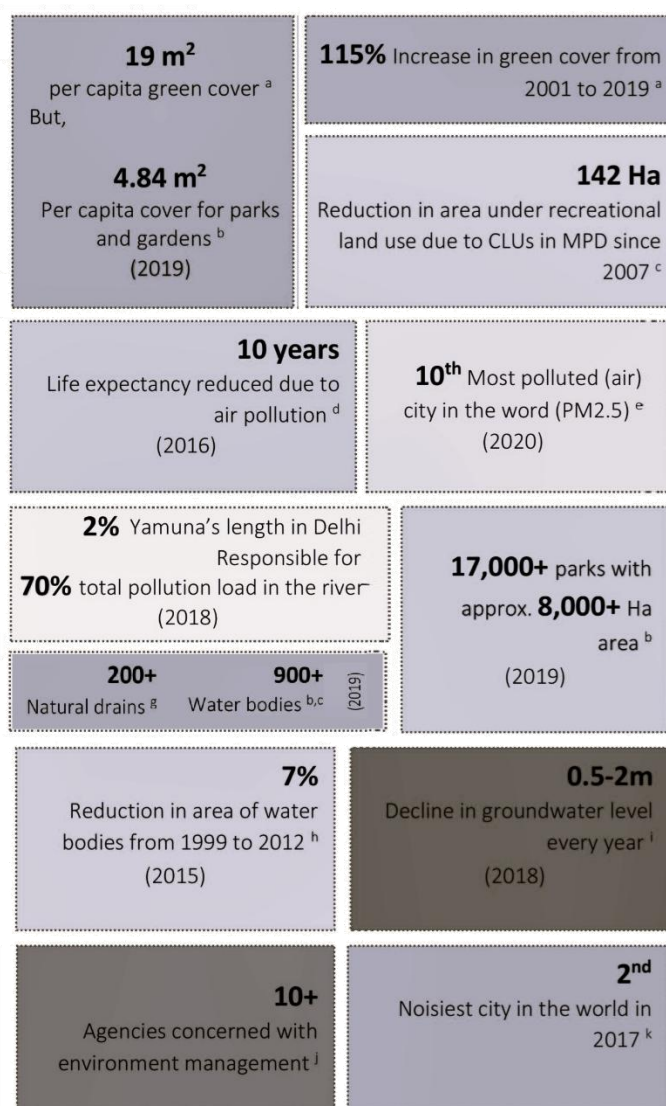 19 m²
per capita green cover ᵃ
But,
4.84 m²
Per capita cover for parks
and gardens ᵇ
(2019)
115% Increase in green cover from
2001 to 2019 ᵃ
142 Ha
Reduction in area under recreational
land use due to CLUs in MPD since
2007 ᶜ
10 years
Life expectancy reduced due to
air pollution ᵈ
(2016)
10ᵗʰ Most polluted (air)
city in the word (PM2.5) ᵉ
(2020)
2% Yamuna’s length in Delhi
Responsible for
70% total pollution load in the river
(2018)
17,000+ parks with
approx. 8,000+ Ha
area ᵇ
(2019)
200+ 900+
Natural drains ᵍ Water bodies ᵇ,ᶜ
(2019)
7%
Reduction in area of water
bodies from 1999 to 2012 ʰ
(2015)
0.5-2m
Decline in groundwater level
every year ⁱ
(2018)
10+
Agencies concerned with
environment management ʲ
2ⁿᵈ
Noisiest city in the world in
2017 ᵏ